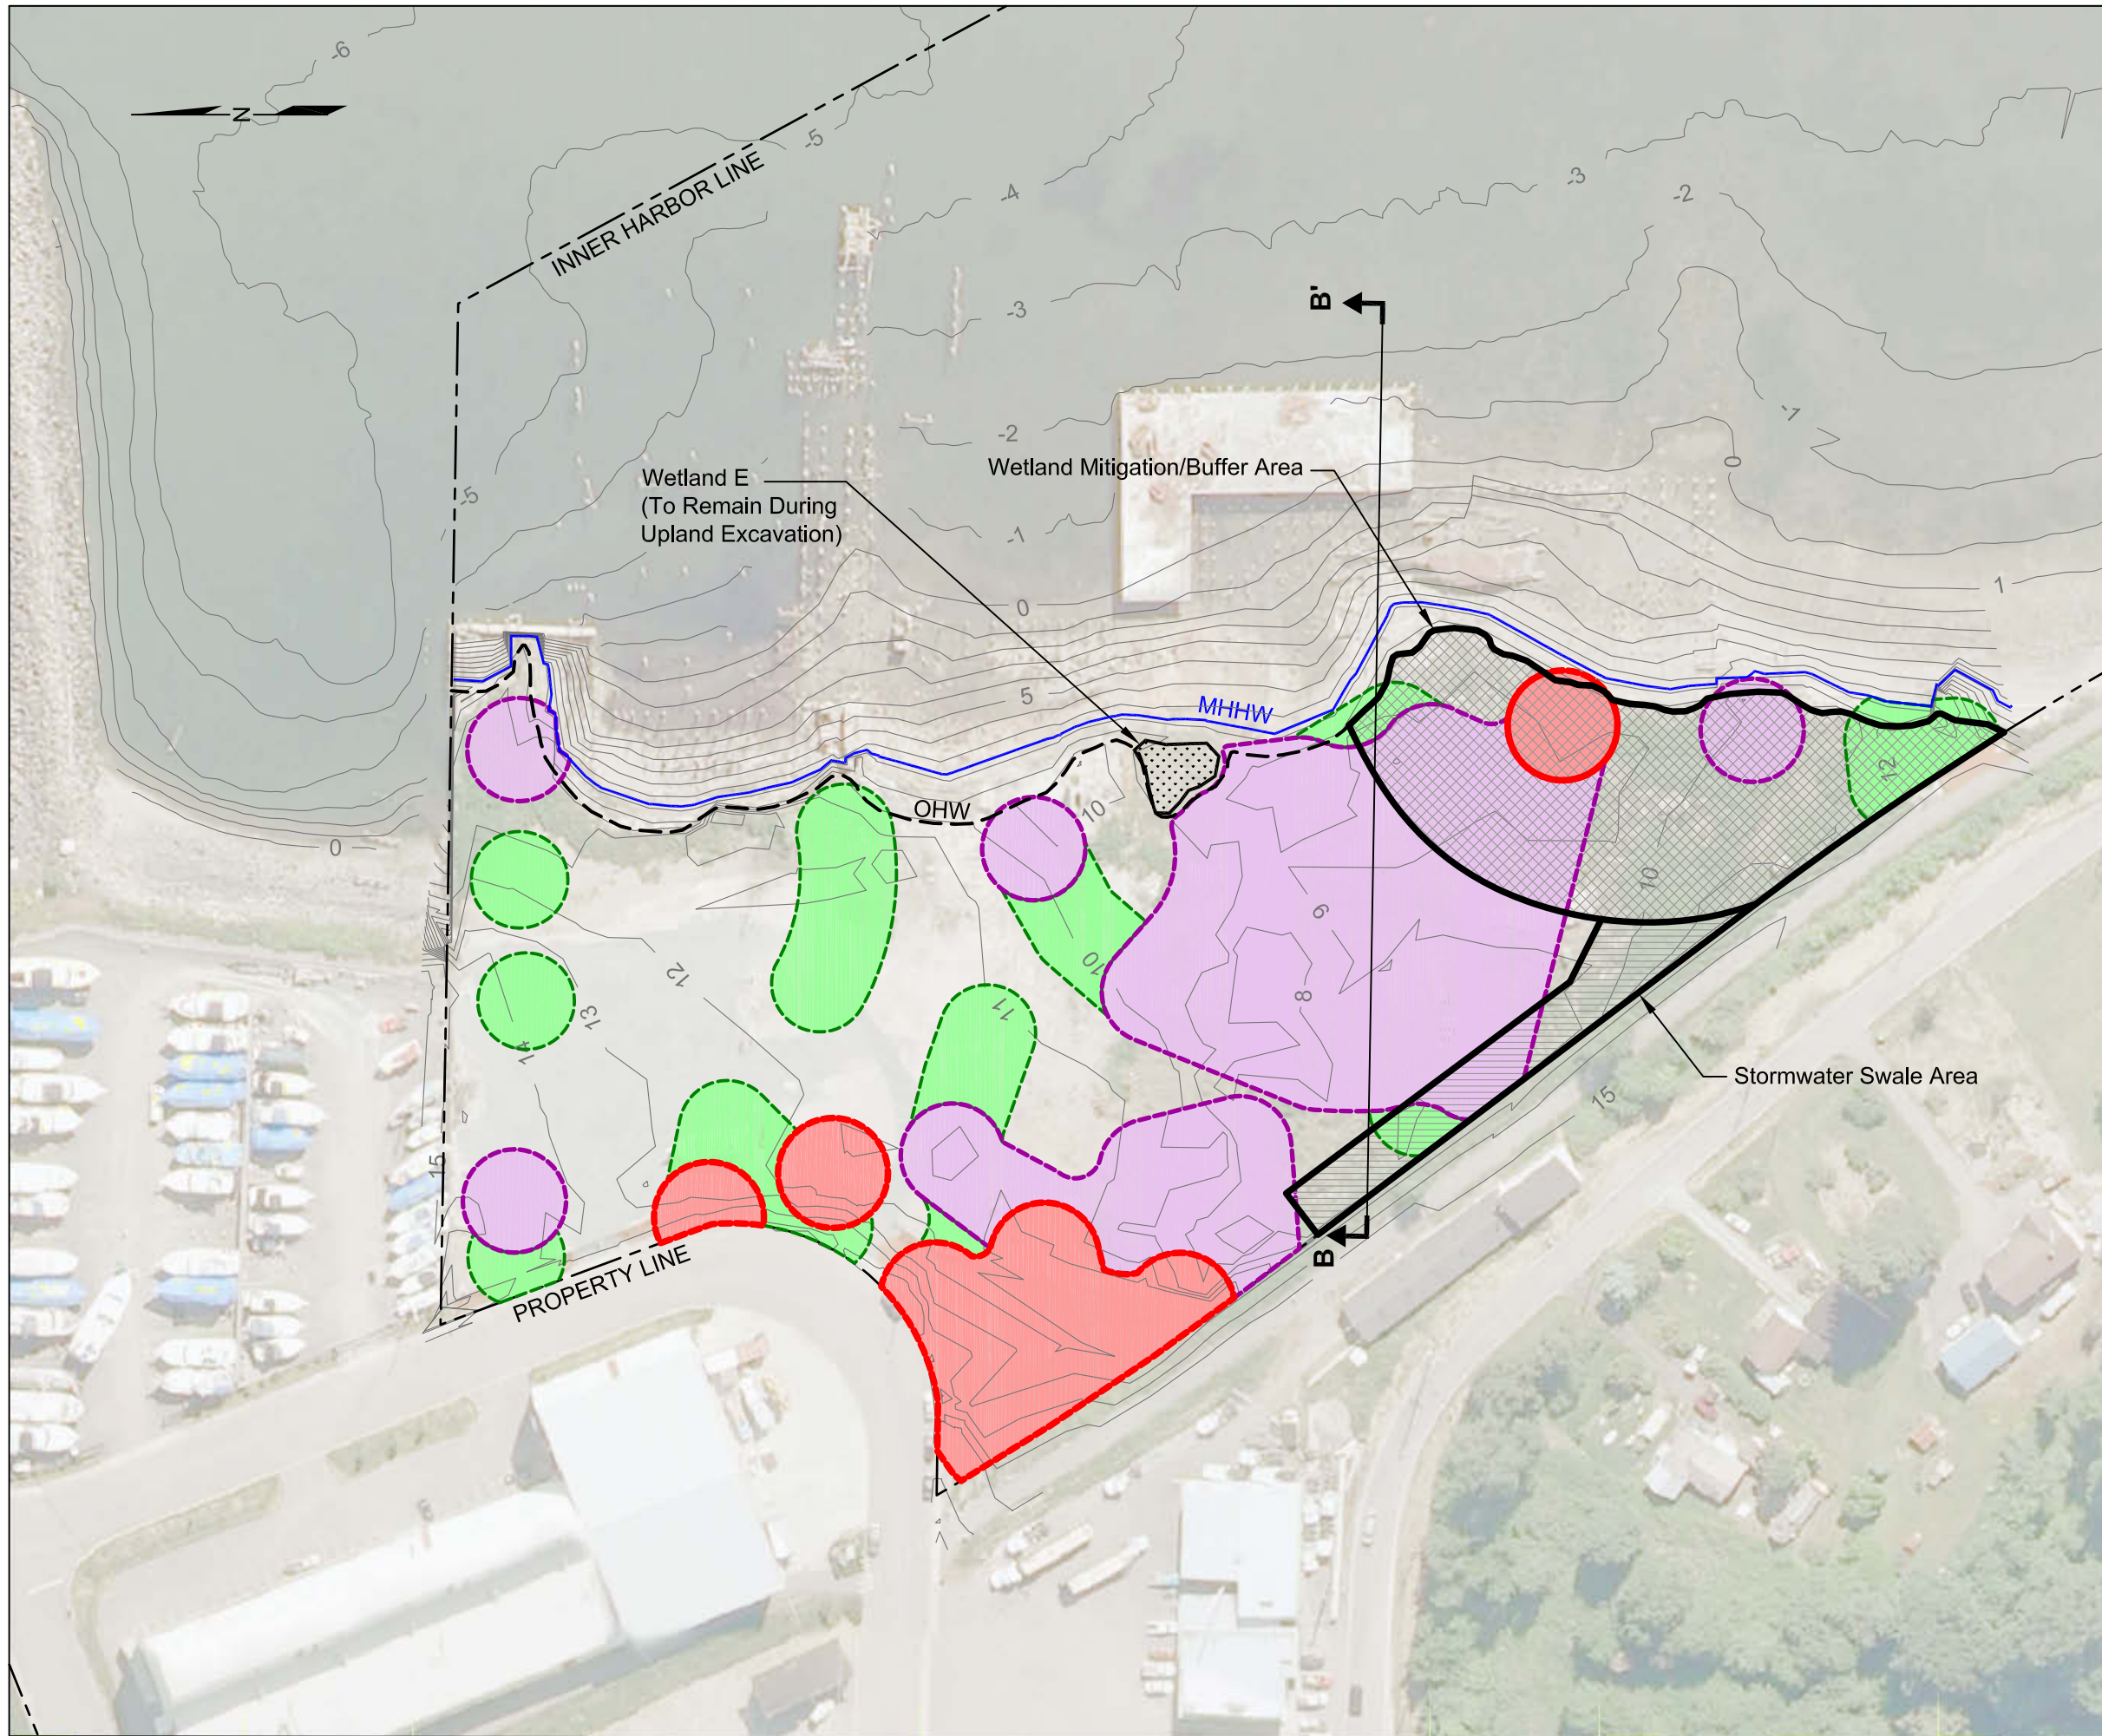 -6
N
-5
INNER HARBOR LINE
-4
-3
-2
B'
-3
-1
-2
Wetland E
(To Remain During
Upland Excavation)
Wetland Mitigation/Buffer Area
0
-5
-1
0
1
5
MHHW
OHW
10
12
0
10
9
10
12
13
8
11
14
Stormwater Swale Area
15
15
B
PROPERTY LINE